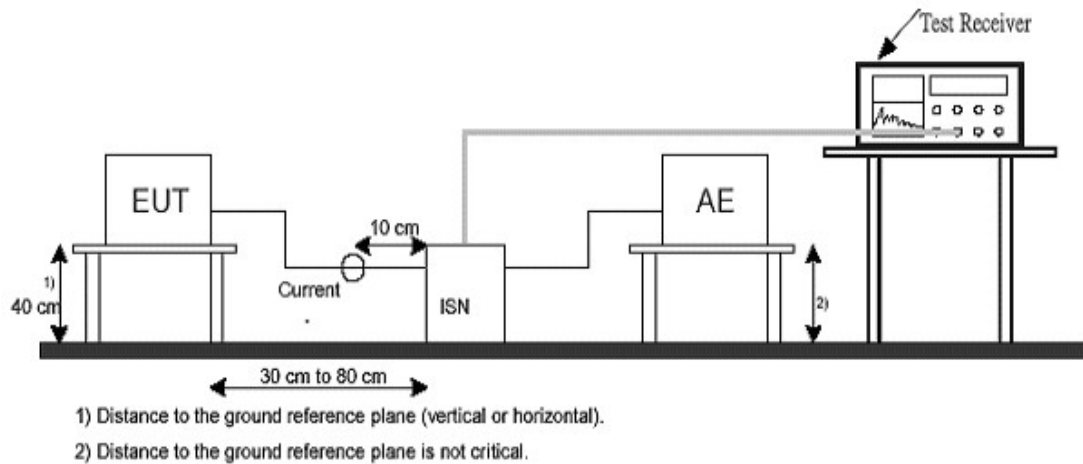 Test Receiver
EUT
AE
10 cm
1)
40 cm
Current
ISN
2)
30 cm to 80 cm
1) Distance to the ground reference plane (vertical or horizontal).
2) Distance to the ground reference plane is not critical.